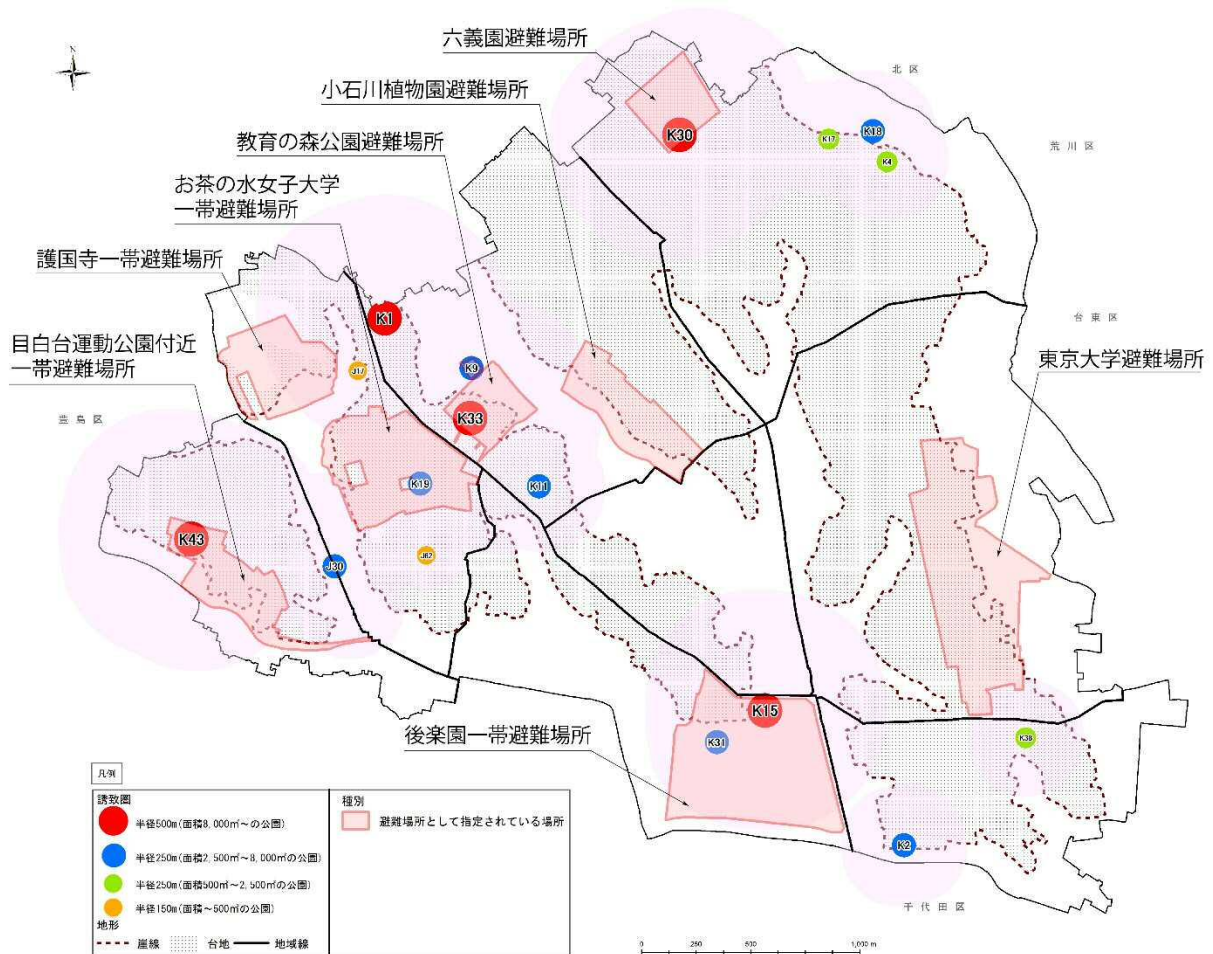 N
六義園避難場所
北区
小石川植物園避難場所
K30
K17
K18
K4
荒川区
教育の森公園避難場所
お茶の水女子大学
一帯避難場所
護国寺一帯避難場所
K1
台東区
目白台運動公園付近
一帯避難場所
J17
K9
東京大学避難場所
豊島区
K33
K19
K11
K43
J30
J62
K15
後楽園一帯避難場所
K31
K38
K2
千代田区
凡例
誘致圏
半径500m(面積8,000㎡~の公園)
半径250m(面積2,500㎡~8,000㎡の公園)
半径250m(面積500㎡~2,500㎡の公園)
半径150m(面積~500㎡の公園)
地形
崖線 台地 地域線
種別
避難場所として指定されている場所
0 250 500 1,000 m